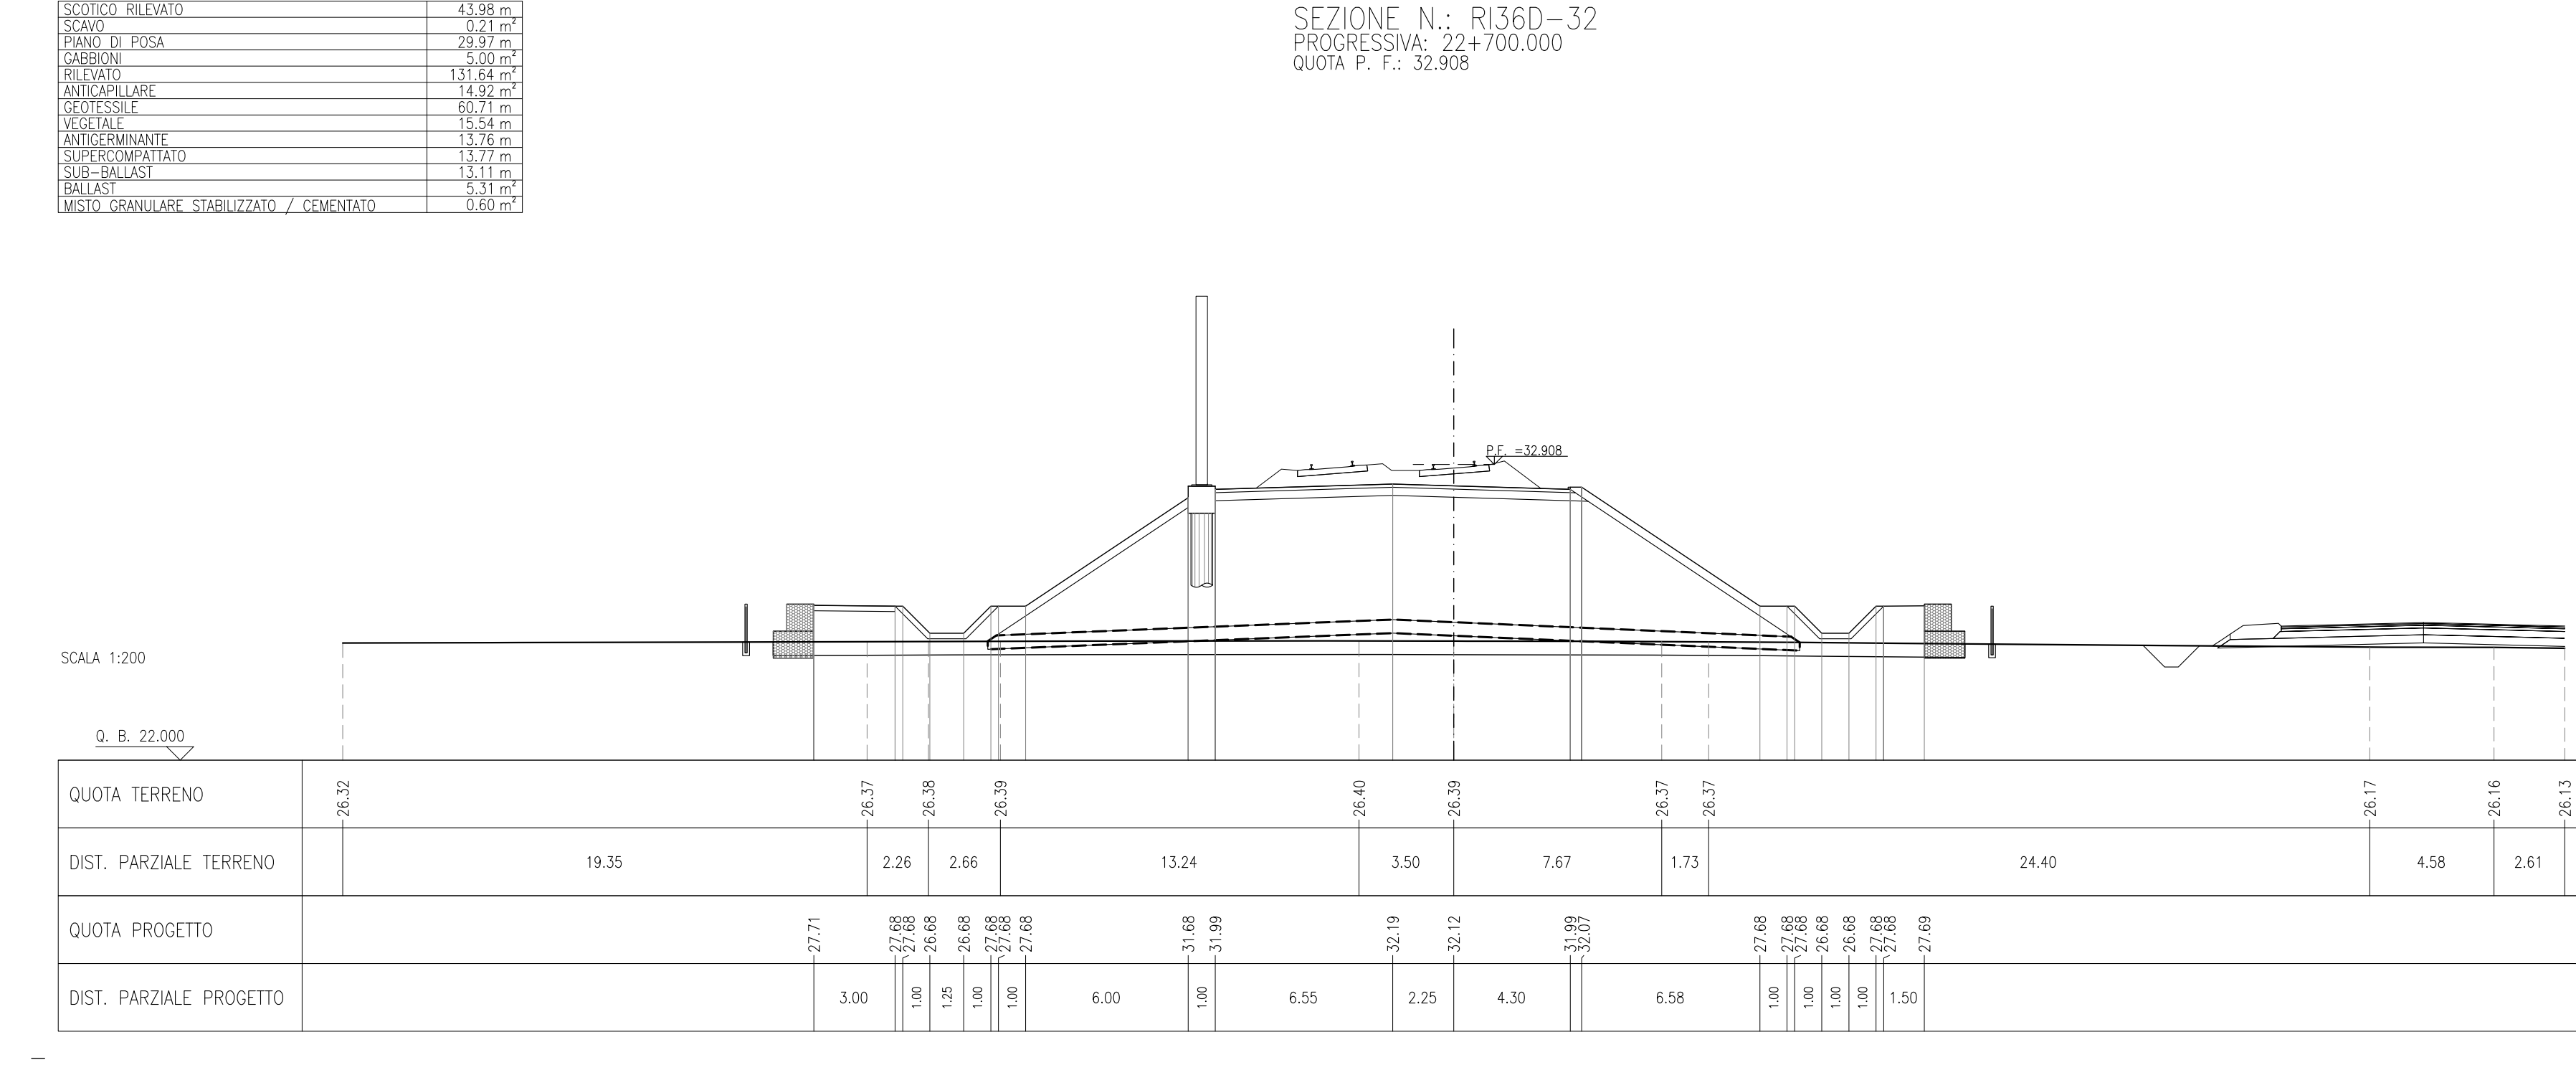 SCOTICO RILEVATO 43.98 m
SCAVO 0.21 m²
PIANO DI POSA 29.97 m
GABBIONI 5.00 m²
RILEVATO 131.64 m²
ANTICAPILLARE 14.92 m²
GEOTESSILE 60.71 m
VEGETALE 15.54 m
ANTIGERMINANTE 13.76 m
SUPERCOMPATTATO 13.77 m
SUB-BALLAST 13.11 m
BALLAST 5.31 m²
MISTO GRANULARE STABILIZZATO / CEMENTATO 0.60 m²
SEZIONE N.: RI36D-32
PROGRESSIVA: 22+700.000
QUOTA P. F.: 32.908
P.F. =32.908
SCALA 1:200
Q. B. 22.000
QUOTA TERRENO 26.32 26.37 26.38 26.39 26.40 26.39 26.37 26.37 26.17 26.16 26.13
DIST. PARZIALE TERRENO 19.35 2.26 2.66 13.24 3.50 7.67 1.73 24.40 4.58 2.61
QUOTA PROGETTO 27.71 27.68 27.68 26.68 26.68 27.68 27.68 27.68 31.68 31.99 32.19 32.12 31.99 32.07 27.68 27.68 27.68 26.68 26.68 27.68 27.68 27.69
DIST. PARZIALE PROGETTO 3.00 1.00 1.25 1.00 1.00 6.00 1.00 6.55 2.25 4.30 6.58 1.00 1.00 1.00 1.00 1.50